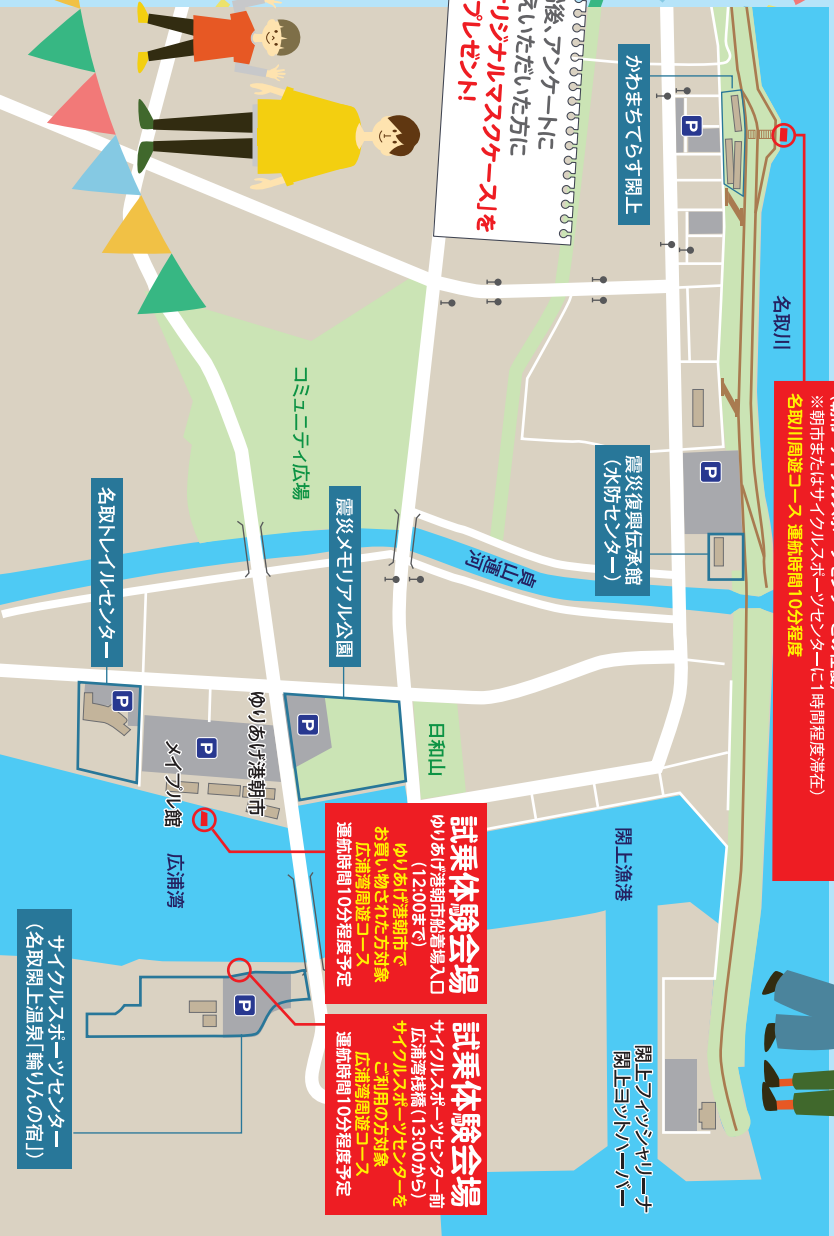 後、アンケートに
えいただいた方に
リジナルマスクケース」を
プレゼント!
かわまちてらす閖上
P
名取川
※朝市またはサイクルスポーツセンターに1時間程度滞在)
名取川周遊コース 運航時間10分程度
P
震災復興伝承館
(水防センター)
貞山運河
コミュニティ広場
震災メモリアル公園
名取トレイルセンター
P
P
P
ゆりあげ港朝市
メイプル館
日和山
広浦湾
閖上漁港
試乗体験会場
ゆりあげ港朝市船着場入口
(12:00まで)
ゆりあげ港朝市で
お買い物された方対象
広浦湾周遊コース
運航時間10分程度予定
試乗体験会場
サイクルスポーツセンター前
広浦湾桟橋(13:00から)
サイクルスポーツセンターを
ご利用の方対象
広浦湾周遊コース
運航時間10分程度予定
P
サイクルスポーツセンター
(名取閖上温泉「輪りんの宿」)
閖上フィッシャリーナ
閖上ヨットハーバー